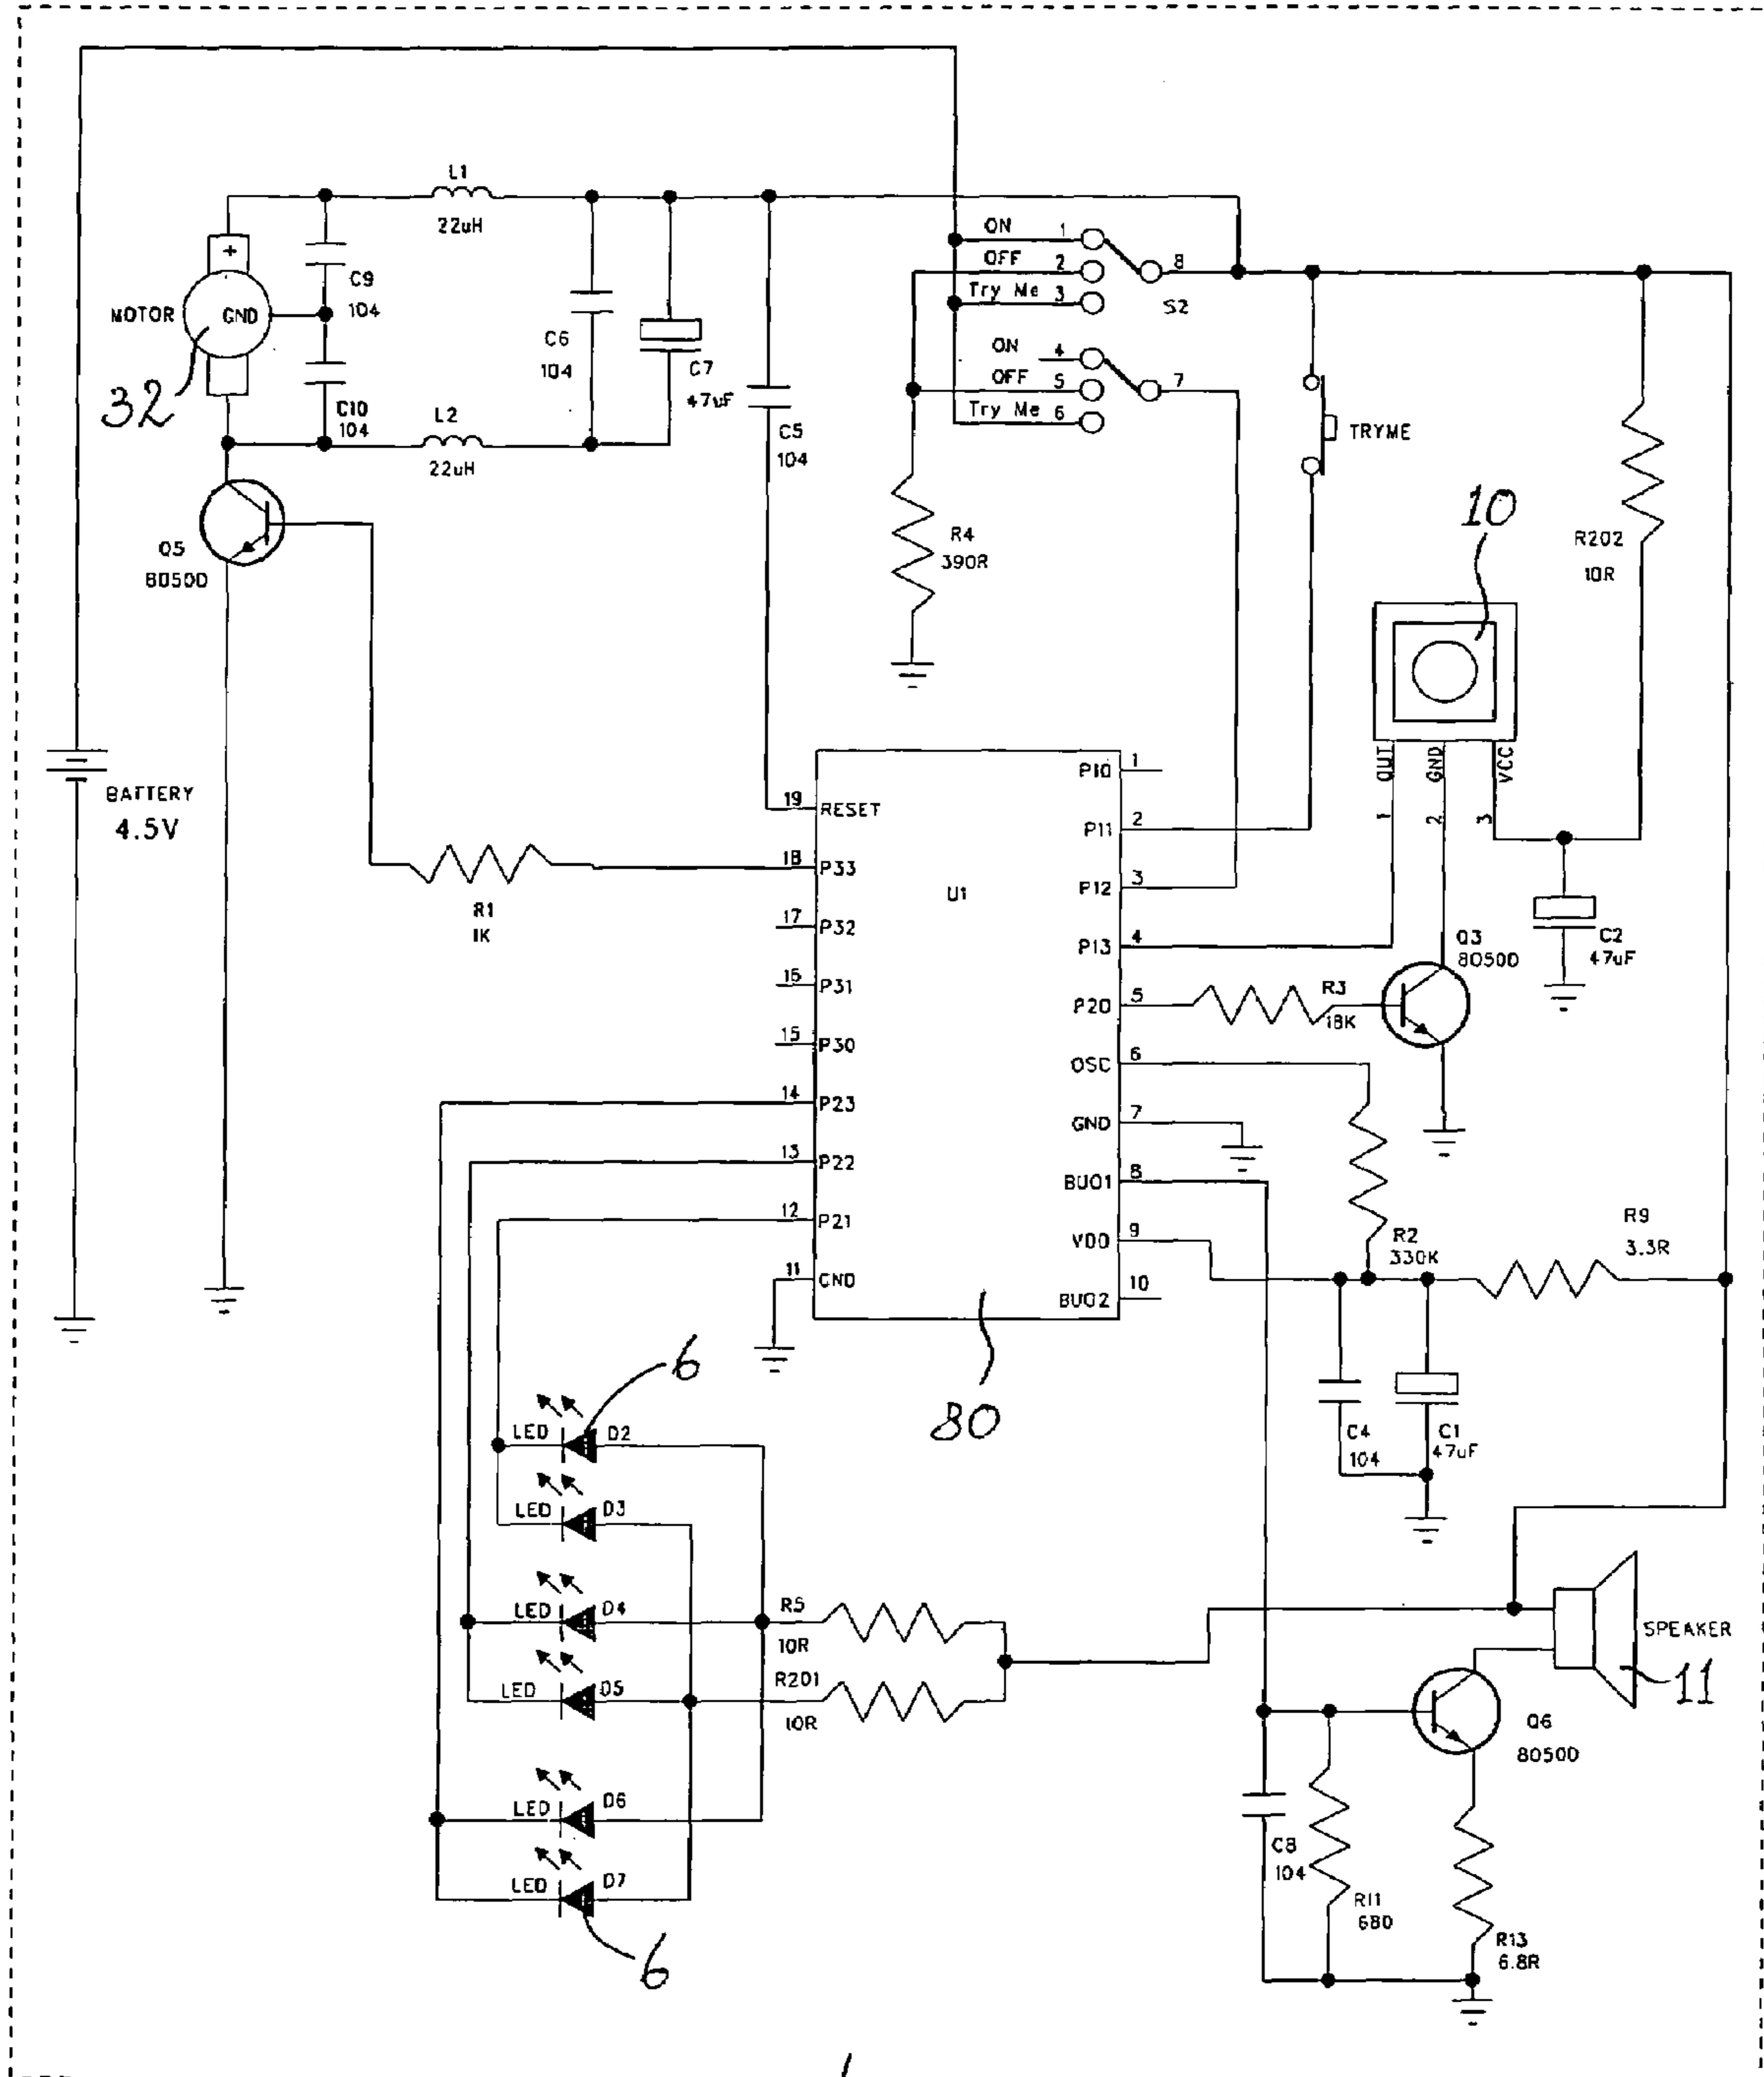 L1
22uH
+
MOTOR
GND
32
C9
104
C10
104
L2
22uH
C6
104
C7
47uF
C5
104
ON 1
OFF 2
Try Me 3
8
S2
ON 4
OFF 5
Try Me 6
7
TRYME
R4
390R
R202
10R
10
Q5
8050D
BATTERY
4.5V
R1
1K
OUT
GND
VCC
1
2
3
C2
47uF
Q3
8050D
R3
18K
U1
19 RESET
18 P33
17 P32
16 P31
15 P30
14 P23
13 P22
12 P21
11 GND
P10 1
P11 2
P12 3
P13 4
P20 5
OSC 6
GND 7
BUO1 8
VDD 9
BUO2 10
30
R2
330K
R9
3.3R
C4
104
C1
47uF
6
LED D2
LED D3
LED D4
LED D5
LED D6
LED D7
6
R5
10R
R201
10R
SPEAKER
11
Q6
8050D
C8
104
R11
680
R13
6.8R